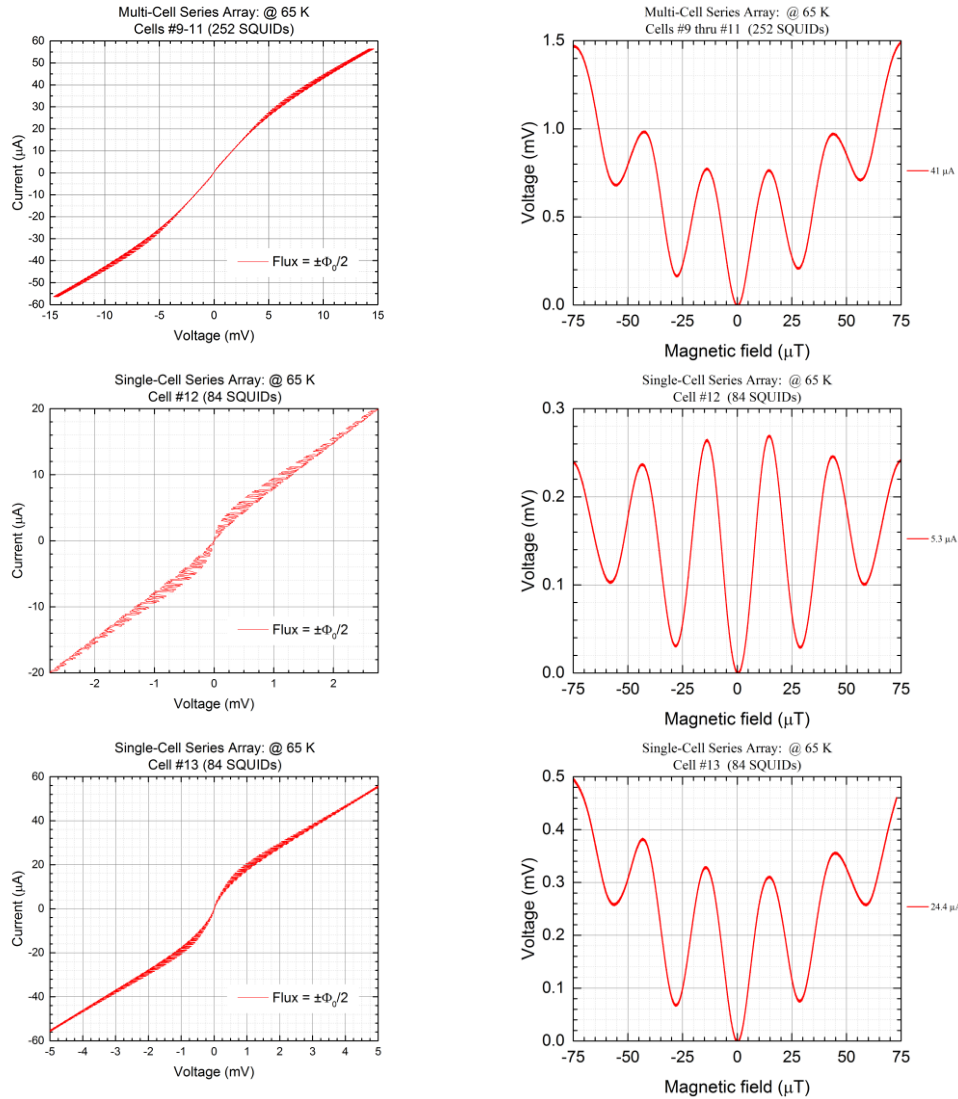 Multi-Cell Series Array: @ 65 K
Cells #9-11 (252 SQUIDs)
60
50
40
30
20
10
0
-10
-20
-30
-40
-50
-60
Current (μA)
Flux = ±Φ0/2
-15 -10 -5 0 5 10 15
Voltage (mV)
Multi-Cell Series Array: @ 65 K
Cells #9 thru #11 (252 SQUIDs)
1.5
1.0
0.5
0.0
Voltage (mV)
41 μA
-75 -50 -25 0 25 50 75
Magnetic field (μT)
Single-Cell Series Array: @ 65 K
Cell #12 (84 SQUIDs)
20
10
0
-10
-20
Current (μA)
Flux = ±Φ0/2
-2 -1 0 1 2
Voltage (mV)
Single-Cell Series Array: @ 65 K
Cell #12 (84 SQUIDs)
0.3
0.2
0.1
0.0
Voltage (mV)
5.3 μA
-75 -50 -25 0 25 50 75
Magnetic field (μT)
Single-Cell Series Array: @ 65 K
Cell #13 (84 SQUIDs)
60
40
20
0
-20
-40
-60
Current (μA)
Flux = ±Φ0/2
-5 -4 -3 -2 -1 0 1 2 3 4 5
Voltage (mV)
Single-Cell Series Array: @ 65 K
Cell #13 (84 SQUIDs)
0.5
0.4
0.3
0.2
0.1
0.0
Voltage (mV)
24.4 μA
-75 -50 -25 0 25 50 75
Magnetic field (μT)